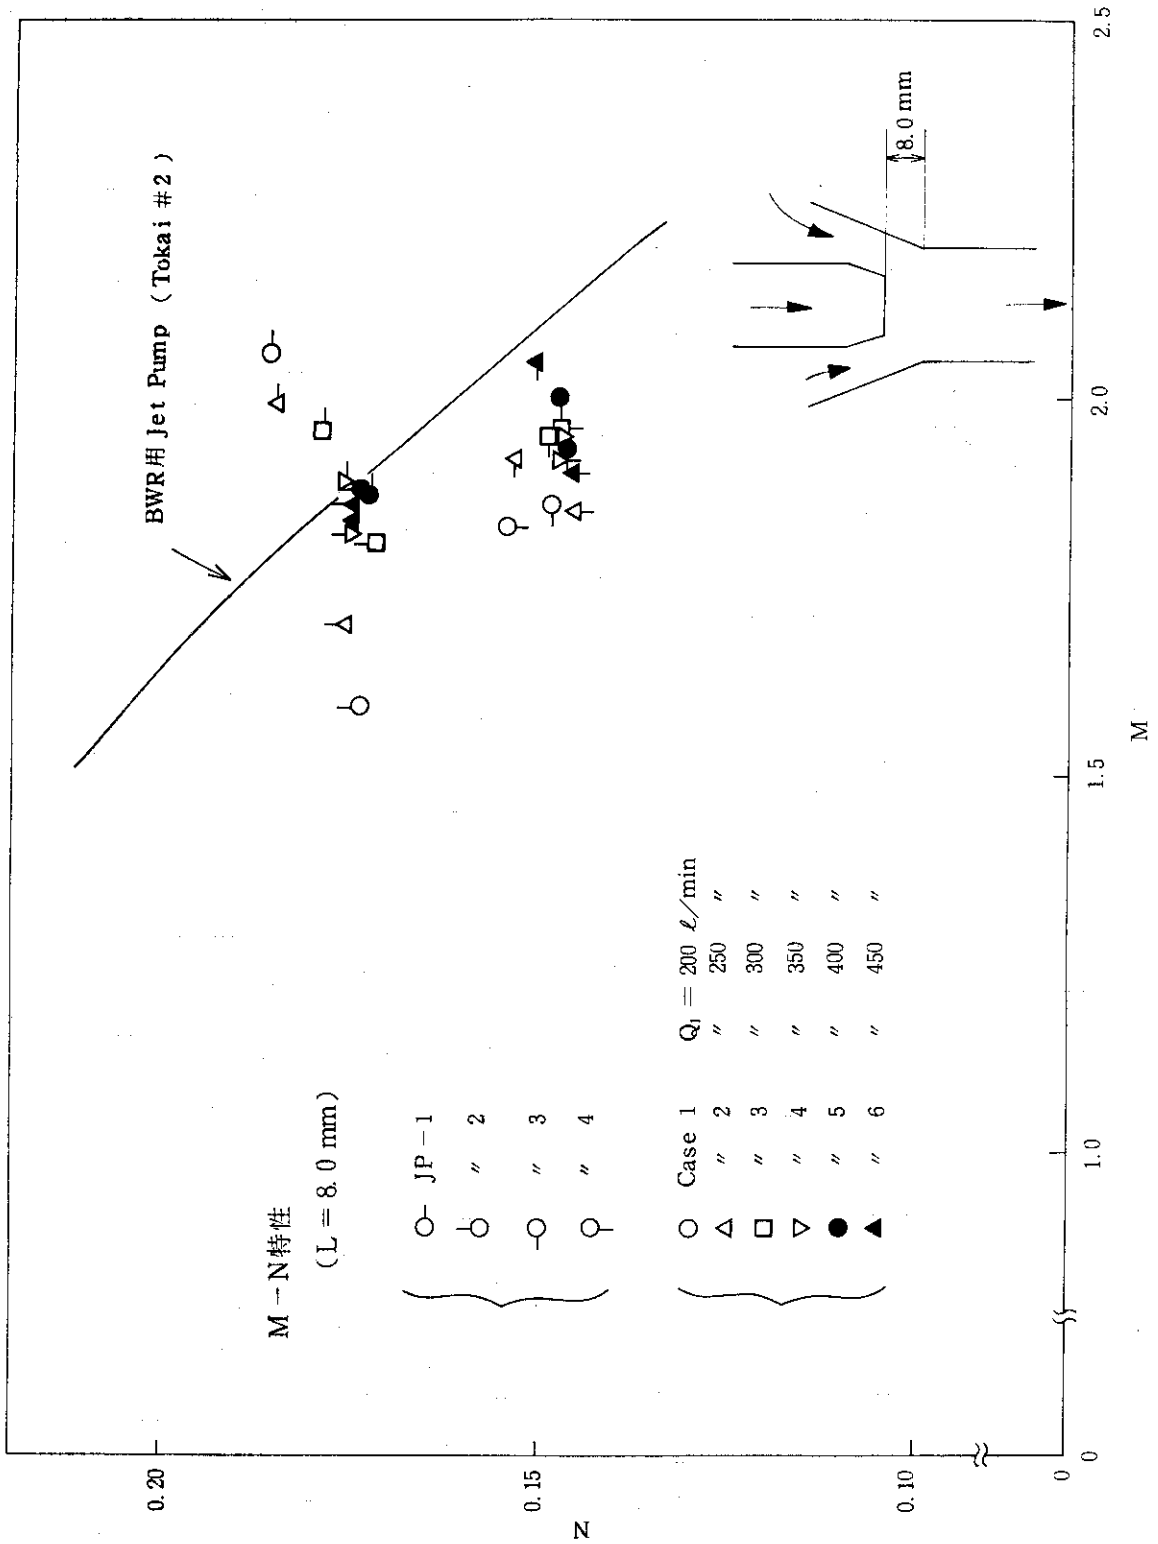 M－N特性
(L＝8.0 mm)
JP－1
〃 2
〃 3
〃 4
Case 1 Q₁＝200 ℓ/min
〃 2 〃 250 〃
〃 3 〃 300 〃
〃 4 〃 350 〃
〃 5 〃 400 〃
〃 6 〃 450 〃
BWR用 Jet Pump (Tokai #2)
8.0 mm
N
0.20
0.15
0.10
0
0
1.0
1.5
2.0
2.5
M